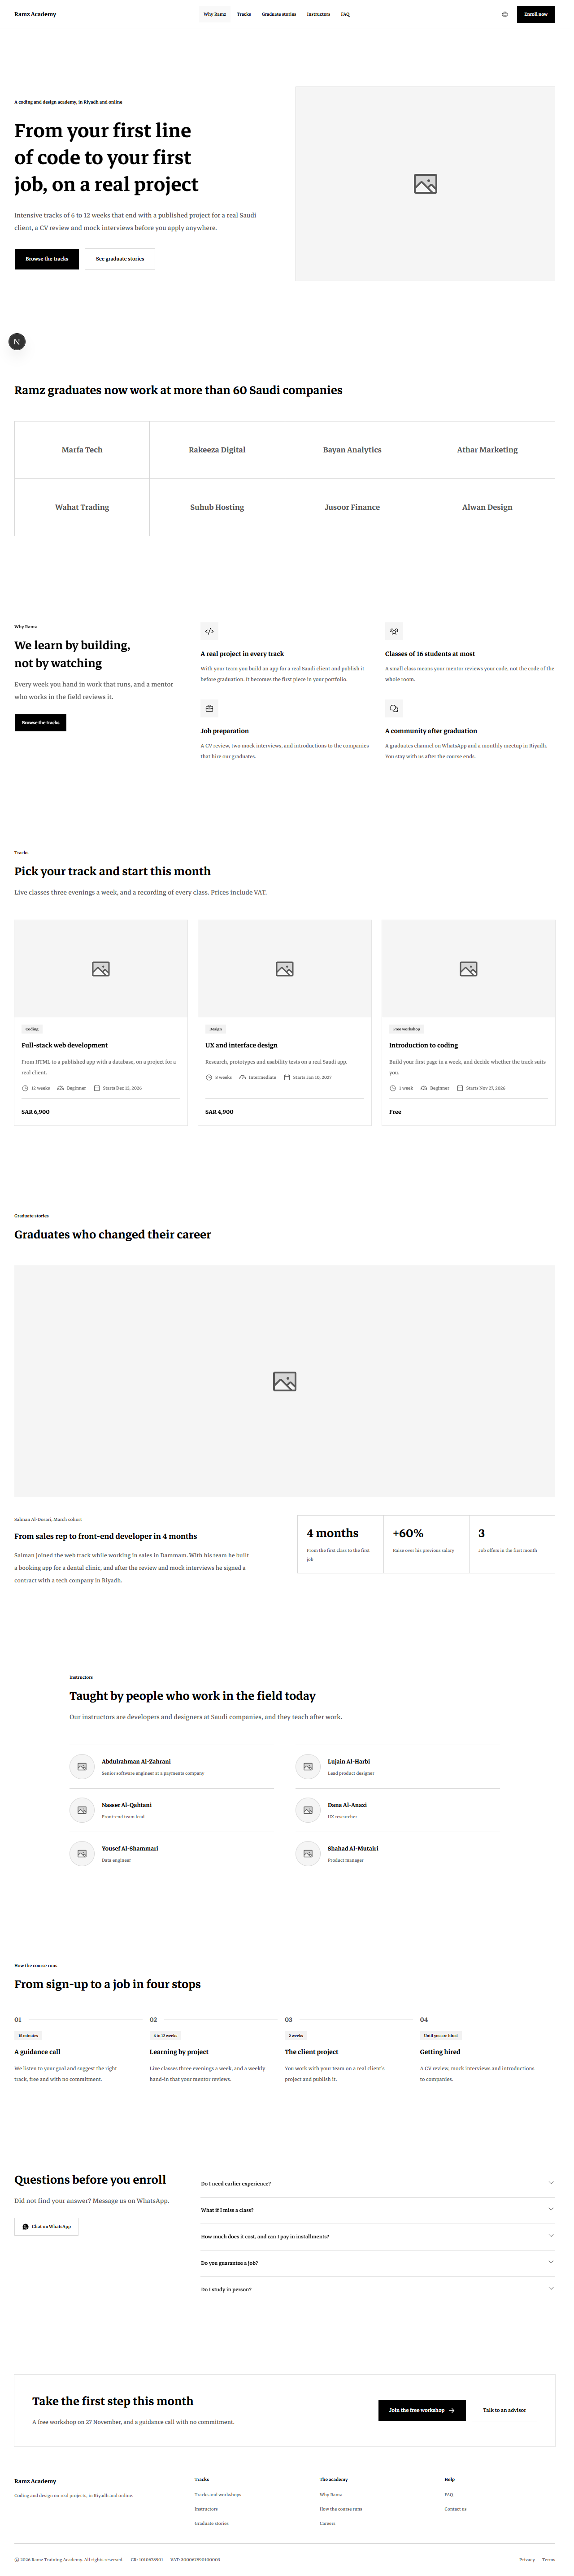 Ramz Academy
Why Ramz
Tracks
Graduate stories
Instructors
FAQ
Enroll now
A coding and design academy, in Riyadh and online
From your first line
of code to your first
job, on a real project
Intensive tracks of 6 to 12 weeks that end with a published project for a real Saudi
client, a CV review and mock interviews before you apply anywhere.
Browse the tracks
See graduate stories
N
Ramz graduates now work at more than 60 Saudi companies
Marfa Tech
Rakeeza Digital
Bayan Analytics
Athar Marketing
Wahat Trading
Suhub Hosting
Jusoor Finance
Alwan Design
Why Ramz
We learn by building,
not by watching
Every week you hand in work that runs, and a mentor
who works in the field reviews it.
Browse the tracks
A real project in every track
With your team you build an app for a real Saudi client and publish it
before graduation. It becomes the first piece in your portfolio.
Classes of 16 students at most
A small class means your mentor reviews your code, not the code of the
whole room.
Job preparation
A CV review, two mock interviews, and introductions to the companies
that hire our graduates.
A community after graduation
A graduates channel on WhatsApp and a monthly meetup in Riyadh.
You stay with us after the course ends.
Tracks
Pick your track and start this month
Live classes three evenings a week, and a recording of every class. Prices include VAT.
Coding
Full-stack web development
From HTML to a published app with a database, on a project for a
real client.
12 weeks
Beginner
Starts Dec 13, 2026
SAR 6,900
Design
UX and interface design
Research, prototypes and usability tests on a real Saudi app.
8 weeks
Intermediate
Starts Jan 10, 2027
SAR 4,900
Free workshop
Introduction to coding
Build your first page in a week, and decide whether the track suits
you.
1 week
Beginner
Starts Nov 27, 2026
Free
Graduate stories
Graduates who changed their career
Salman Al-Dosari, March cohort
From sales rep to front-end developer in 4 months
Salman joined the web track while working in sales in Dammam. With his team he built
a booking app for a dental clinic, and after the review and mock interviews he signed a
contract with a tech company in Riyadh.
4 months
From the first class to the first
job
+60%
Raise over his previous salary
3
Job offers in the first month
Instructors
Taught by people who work in the field today
Our instructors are developers and designers at Saudi companies, and they teach after work.
Abdulrahman Al-Zahrani
Senior software engineer at a payments company
Lujain Al-Harbi
Lead product designer
Nasser Al-Qahtani
Front-end team lead
Dana Al-Anazi
UX researcher
Yousef Al-Shammari
Data engineer
Shahad Al-Mutairi
Product manager
How the course runs
From sign-up to a job in four stops
01
A guidance call
We listen to your goal and suggest the right
track, free and with no commitment.
02
Learning by project
Live classes three evenings a week, and a weekly
hand-in that your mentor reviews.
03
2 weeks
The client project
You work with your team on a real client's
project and publish it.
04
Until you are hired
Getting hired
A CV review, mock interviews and introductions
to companies.
Questions before you enroll
Did not find your answer? Message us on WhatsApp.
Chat on WhatsApp
Do I need earlier experience?
What if I miss a class?
How much does it cost, and can I pay in installments?
Do you guarantee a job?
Do I study in person?
Take the first step this month
A free workshop on 27 November, and a guidance call with no commitment.
Join the free workshop
Talk to an advisor
Ramz Academy
Coding and design on real projects, in Riyadh and online.
Tracks
Tracks and workshops
Instructors
Graduate stories
The academy
Why Ramz
How the course runs
Careers
Help
FAQ
Contact us
© 2026 Ramz Training Academy. All rights reserved.
Privacy
Terms